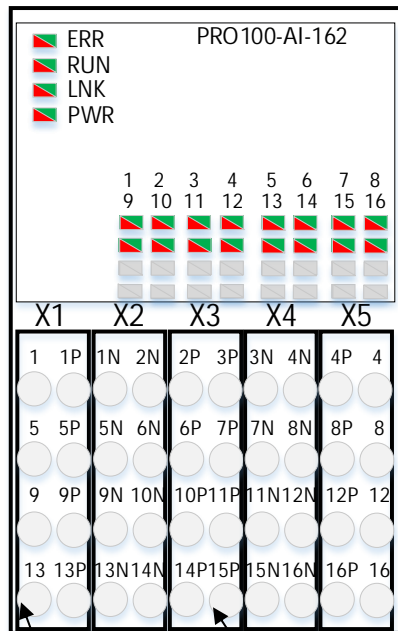 ERR PRO100-AI-162
RUN
LNK
PWR
1 2 3 4 5 6 7 8
9 10 11 12 13 14 15 16
X1 X2 X3 X4 X5
1 1P 1N 2N 2P 3P 3N 4N 4P 4
5 5P 5N 6N 6P 7P 7N 8N 8P 8
9 9P 9N 10N 10P 11P 11N 12N 12P 12
13 13P 13N 14N 14P 15P 15N 16N 16P 16